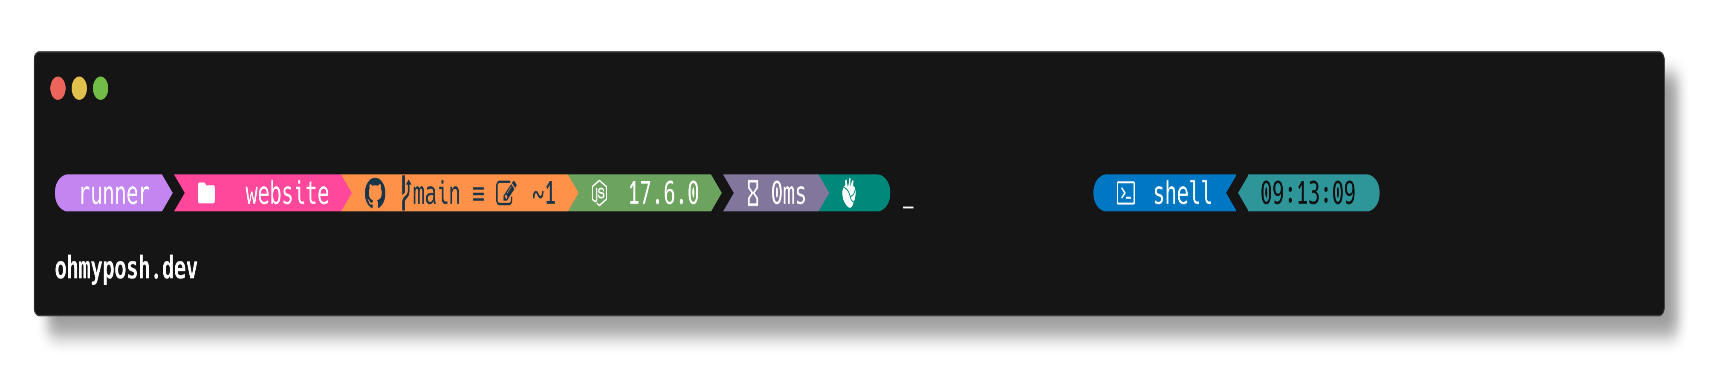 runner website main ≡ ~1 17.6.0 0ms _ shell 09:13:09
ohmyposh.dev